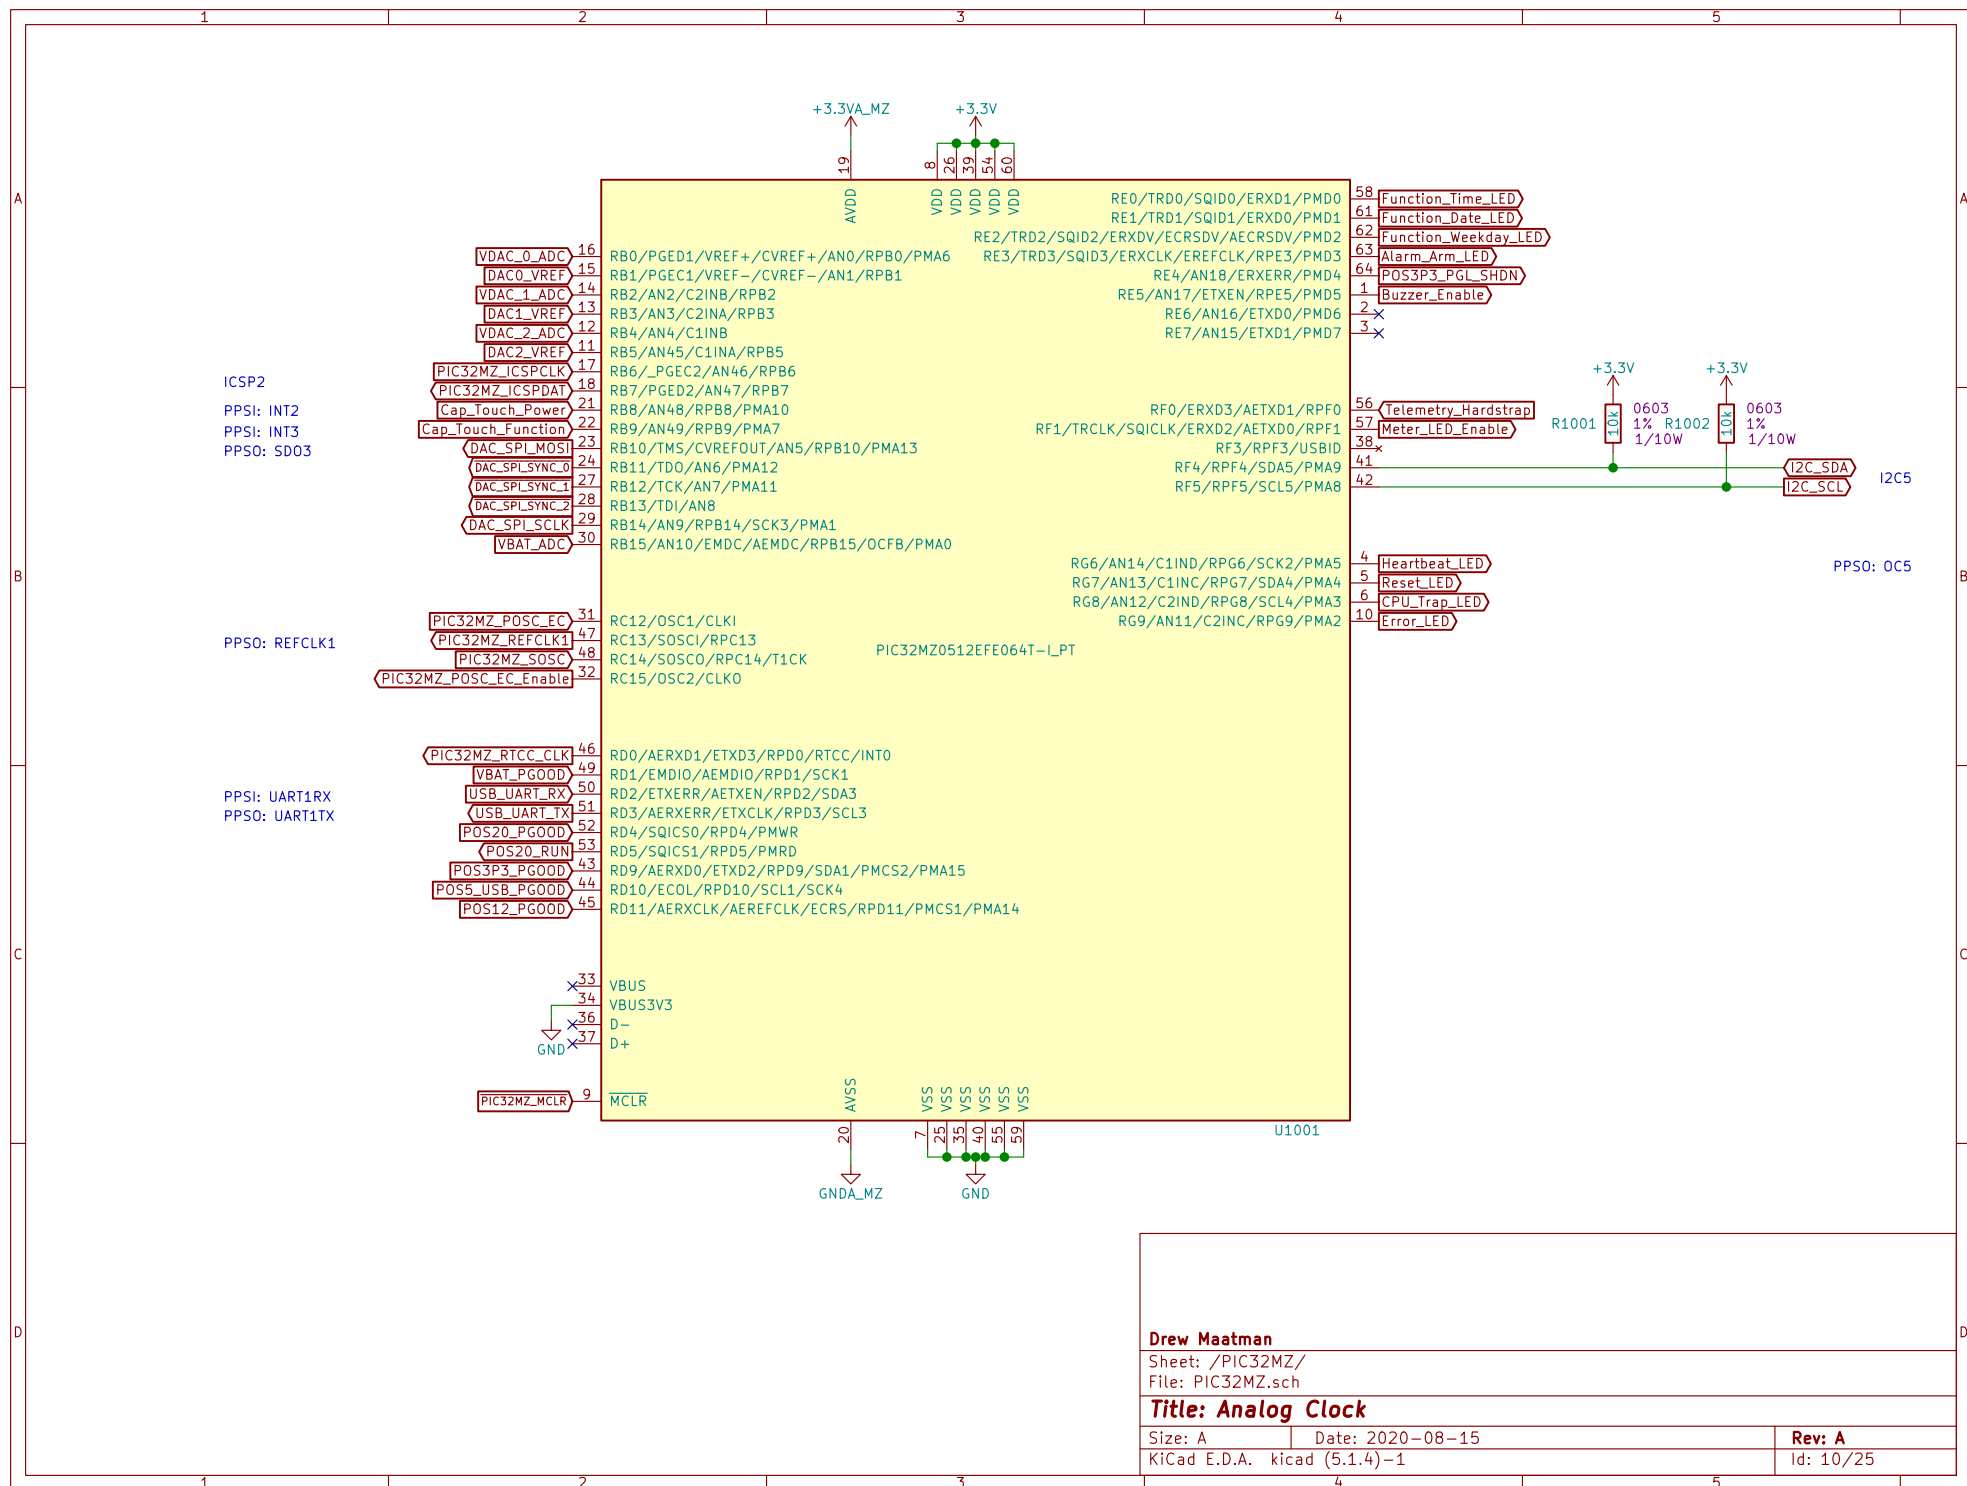 1 2 3 4 5
+3.3VA_MZ +3.3V
19 8 26 39 54 60
AVDD VDD VDD VDD VDD VDD
A A
RE0/TRD0/SQID0/ERXD1/PMD0 58 Function_Time_LED
RE1/TRD1/SQID1/ERXD0/PMD1 61 Function_Date_LED
RE2/TRD2/SQID2/ERXDV/ECRSDV/AECRSDV/PMD2 62 Function_Weekday_LED
VDAC_0_ADC 16 RB0/PGED1/VREF+/CVREF+/AN0/RPB0/PMA6 RE3/TRD3/SQID3/ERXCLK/EREFCLK/RPE3/PMD3 63 Alarm_Arm_LED
DAC0_VREF 15 RB1/PGEC1/VREF-/CVREF-/AN1/RPB1 RE4/AN18/ERXERR/PMD4 64 POS3P3_PGL_SHDN
VDAC_1_ADC 14 RB2/AN2/C2INB/RPB2 RE5/AN17/ETXEN/RPE5/PMD5 1 Buzzer_Enable
DAC1_VREF 13 RB3/AN3/C2INA/RPB3 RE6/AN16/ETXD0/PMD6 2
VDAC_2_ADC 12 RB4/AN4/C1INB RE7/AN15/ETXD1/PMD7 3
DAC2_VREF 11 RB5/AN45/C1INA/RPB5
PIC32MZ_ICSPCLK 17 RB6/_PGEC2/AN46/RPB6 +3.3V +3.3V
ICSP2
PIC32MZ_ICSPDAT 18 RB7/PGED2/AN47/RPB7
PPSI: INT2 Cap_Touch_Power 21 RB8/AN48/RPB8/PMA10 RF0/ERXD3/AETXD1/RPF0 56 Telemetry_Hardstrap 0603 0603
R1001 10k 1% R1002 10k 1%
PPSI: INT3 Cap_Touch_Function 22 RB9/AN49/RPB9/PMA7 RF1/TRCLK/SQICLK/ERXD2/AETXD0/RPF1 57 Meter_LED_Enable
1/10W 1/10W
PPSO: SDO3 DAC_SPI_MOSI 23 RB10/TMS/CVREFOUT/AN5/RPB10/PMA13 RF3/RPF3/USBID 38
DAC_SPI_SYNC_0 24 RB11/TDO/AN6/PMA12 RF4/RPF4/SDA5/PMA9 41 I2C_SDA
I2C5
DAC_SPI_SYNC_1 27 RB12/TCK/AN7/PMA11 RF5/RPF5/SCL5/PMA8 42 I2C_SCL
DAC_SPI_SYNC_2 28 RB13/TDI/AN8
DAC_SPI_SCLK 29 RB14/AN9/RPB14/SCK3/PMA1
VBAT_ADC 30 RB15/AN10/EMDC/AEMDC/RPB15/OCFB/PMA0
RG6/AN14/C1IND/RPG6/SCK2/PMA5 4 Heartbeat_LED PPSO: OC5
B B
RG7/AN13/C1INC/RPG7/SDA4/PMA4 5 Reset_LED
RG8/AN12/C2IND/RPG8/SCL4/PMA3 6 CPU_Trap_LED
PIC32MZ_POSC_EC 31 RC12/OSC1/CLKI RG9/AN11/C2INC/RPG9/PMA2 10 Error_LED
PPSO: REFCLK1 PIC32MZ_REFCLK1 47 RC13/SOSCI/RPC13
PIC32MZ0512EFE064T-I_PT
PIC32MZ_SOSC 48 RC14/SOSCO/RPC14/T1CK
PIC32MZ_POSC_EC_Enable 32 RC15/OSC2/CLKO
PIC32MZ_RTCC_CLK 46 RD0/AERXD1/ETXD3/RPD0/RTCC/INT0
VBAT_PGOOD 49 RD1/EMDIO/AEMDIO/RPD1/SCK1
PPSI: UART1RX USB_UART_RX 50 RD2/ETXERR/AETXEN/RPD2/SDA3
PPSO: UART1TX USB_UART_TX 51 RD3/AERXERR/ETXCLK/RPD3/SCL3
POS20_PGOOD 52 RD4/SQICS0/RPD4/PMWR
POS20_RUN 53 RD5/SQICS1/RPD5/PMRD
POS3P3_PGOOD 43 RD9/AERXD0/ETXD2/RPD9/SDA1/PMCS2/PMA15
POS5_USB_PGOOD 44 RD10/ECOL/RPD10/SCL1/SCK4
POS12_PGOOD 45 RD11/AERXCLK/AEREFCLK/ECRS/RPD11/PMCS1/PMA14
C C
33 VBUS
34 VBUS3V3
36 D-
GND 37 D+
PIC32MZ_MCLR 9 MCLR
AVSS VSS VSS VSS VSS VSS VSS
U1001
20 7 25 35 40 55 59
GNDA_MZ GND
D D
Drew Maatman
Sheet: /PIC32MZ/
File: PIC32MZ.sch
Title: Analog Clock
Size: A Date: 2020-08-15 Rev: A
KiCad E.D.A. kicad (5.1.4)-1 Id: 10/25
1 2 3 4 5